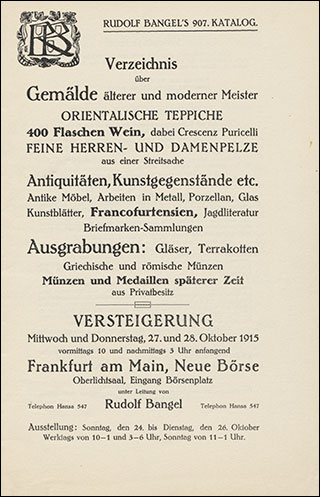 RB
RUDOLF BANGEL'S 907. KATALOG.
Verzeichnis
über
Gemälde älterer und moderner Meister
ORIENTALISCHE TEPPICHE
400 Flaschen Wein, dabei Crescenz Puricelli
FEINE HERREN- UND DAMENPELZE
aus einer Streitsache
Antiquitäten, Kunstgegenstände etc.
Antike Möbel, Arbeiten in Metall, Porzellan, Glas
Kunstblätter, Francofurtensien, Jagdliteratur
Briefmarken-Sammlungen
Ausgrabungen: Gläser, Terrakotten
Griechische und römische Münzen
Münzen und Medaillen späterer Zeit
aus Privatbesitz
VERSTEIGERUNG
Mittwoch und Donnerstag, 27. und 28. Oktober 1915
vormittags 10 und nachmittags 3 Uhr anfangend
Frankfurt am Main, Neue Börse
Oberlichtsaal, Eingang Börsenplatz
unter Leitung von
Telephon Hansa 547 Rudolf Bangel Telephon Hansa 547
Ausstellung: Sonntag, den 24. bis Dienstag, den 26. Oktober
Werktags von 10–1 und 3–6 Uhr, Sonntag von 11–1 Uhr.